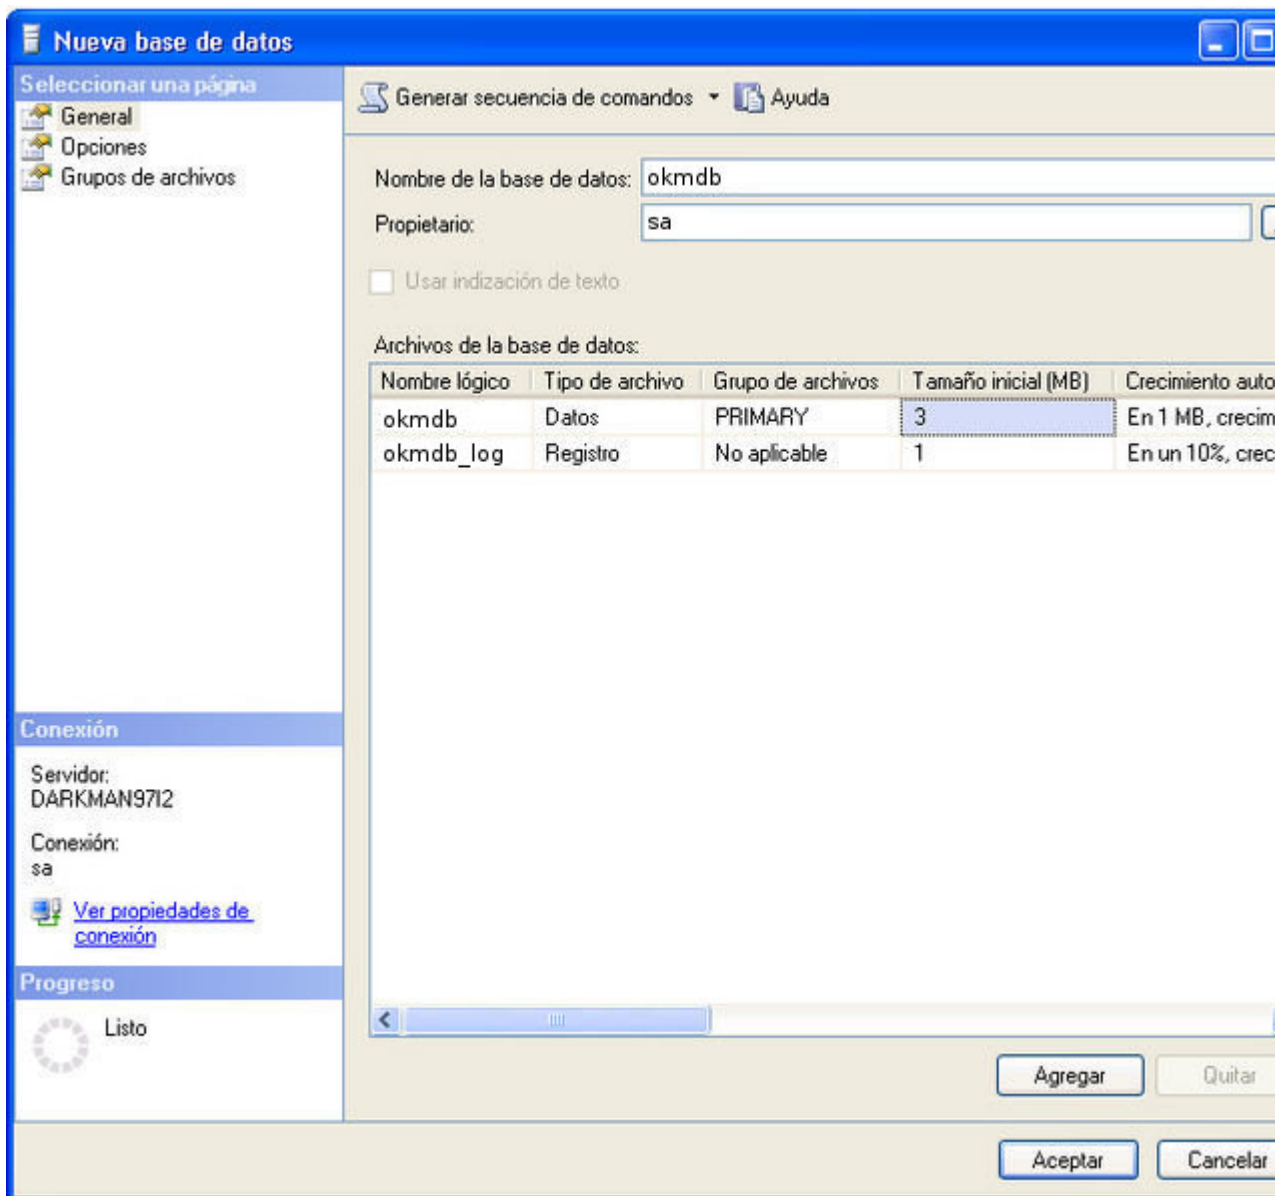 Nueva base de datos
Seleccionar una página
General
Opciones
Grupos de archivos
Generar secuencia de comandos Ayuda
Nombre de la base de datos: okmdb
Propietario: sa
Usar indización de texto
Archivos de la base de datos:
Nombre lógico Tipo de archivo Grupo de archivos Tamaño inicial (MB) Crecimiento auto
okmdb Datos PRIMARY 3 En 1 MB, crecim
okmdb_log Registro No aplicable 1 En un 10%, crec
Conexión
Servidor:
DARKMAN97I2
Conexión:
sa
Ver propiedades de
conexión
Progreso
Listo
Agregar Quitar
Aceptar Cancelar